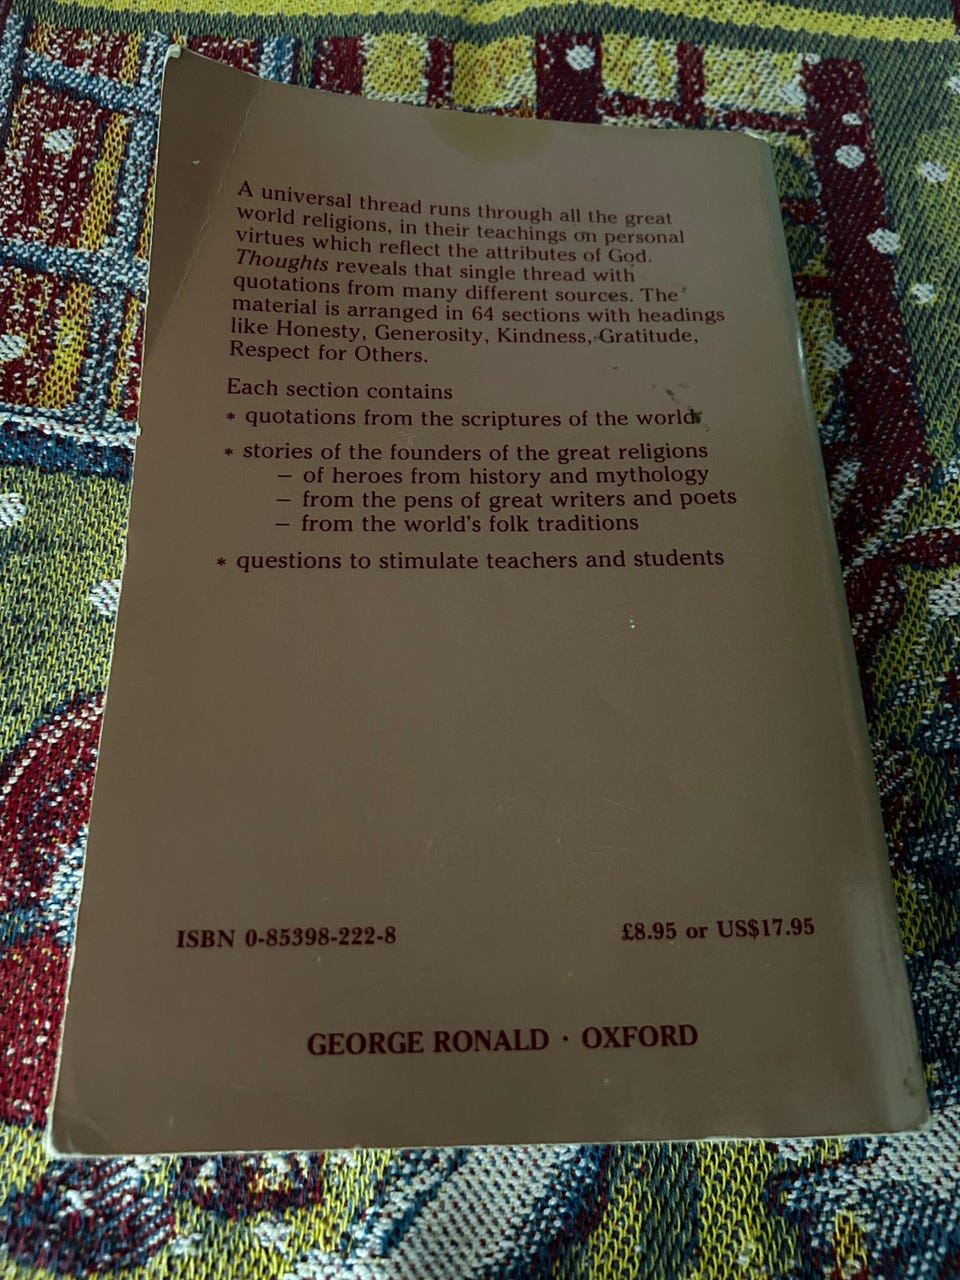 A universal thread runs through all the great
world religions, in their teachings on personal
virtues which reflect the attributes of God.
Thoughts reveals that single thread with
quotations from many different sources. The
material is arranged in 64 sections with headings
like Honesty, Generosity, Kindness, Gratitude,
Respect for Others.
Each section contains
* quotations from the scriptures of the world
* stories of the founders of the great religions
– of heroes from history and mythology
– from the pens of great writers and poets
– from the world's folk traditions
* questions to stimulate teachers and students
ISBN 0-85398-222-8 £8.95 or US$17.95
GEORGE RONALD · OXFORD